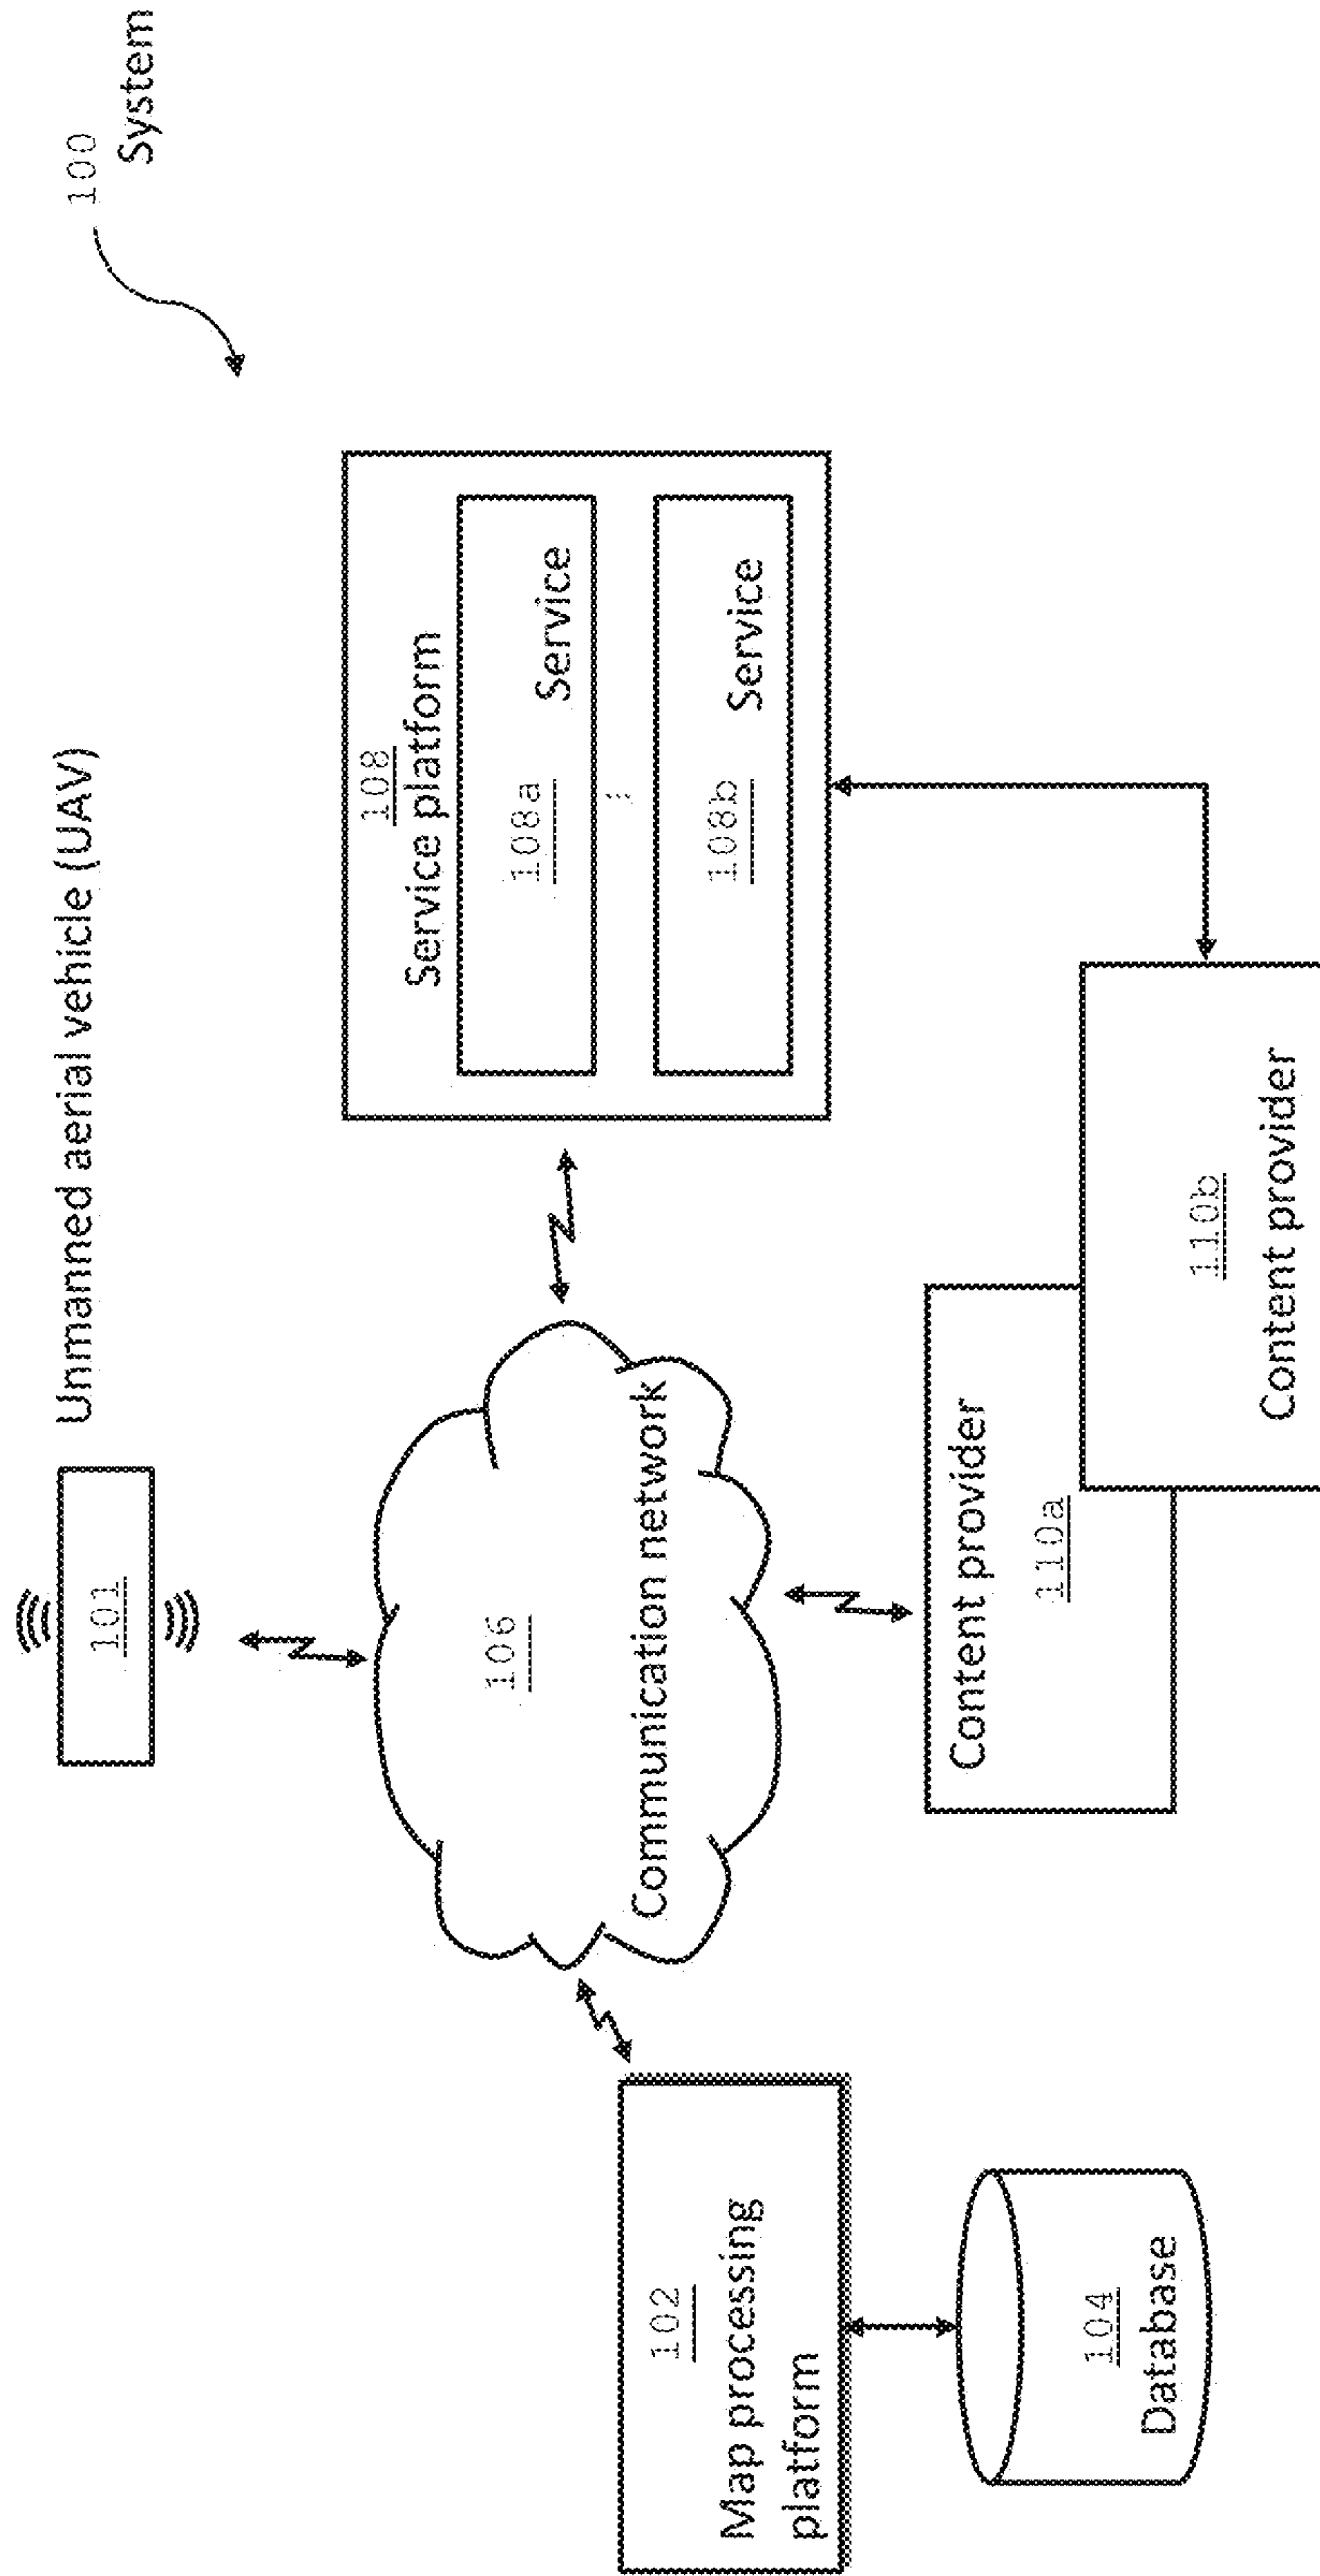 100
System
Unmanned aerial vehicle (UAV)
101
108
Service platform
108a
Service
108b
Service
106
Communication network
102
Map processing
platform
104
Database
Content provider
110a
110b
Content provider